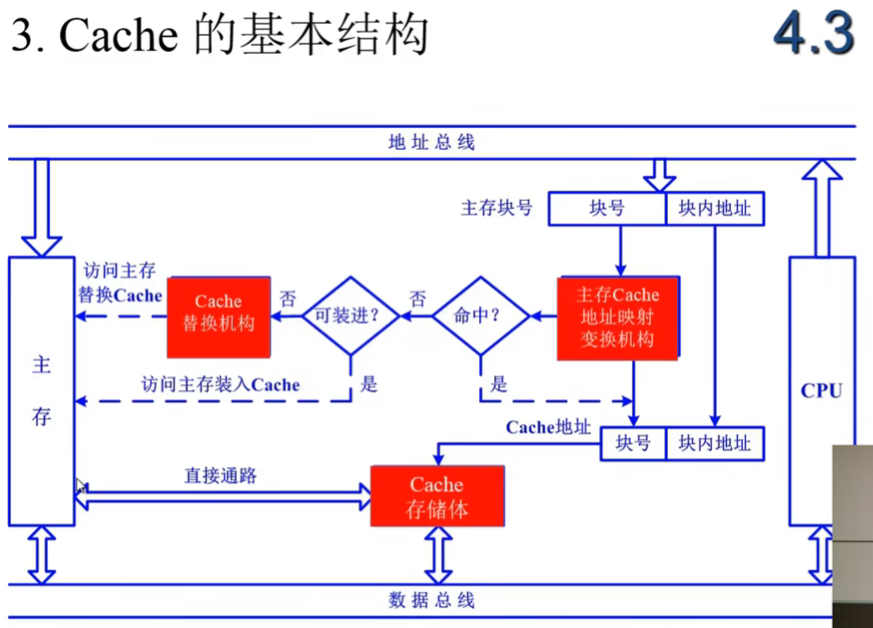 3. Cache 的基本结构
4.3
地址总线
主存块号
块号
块内地址
访问主存
替换Cache
Cache
替换机构
否
可装进？
否
命中？
主存Cache
地址映射
变换机构
主
存
访问主存装入Cache
是
是
CPU
Cache地址
块号
块内地址
直接通路
Cache
存储体
数据总线